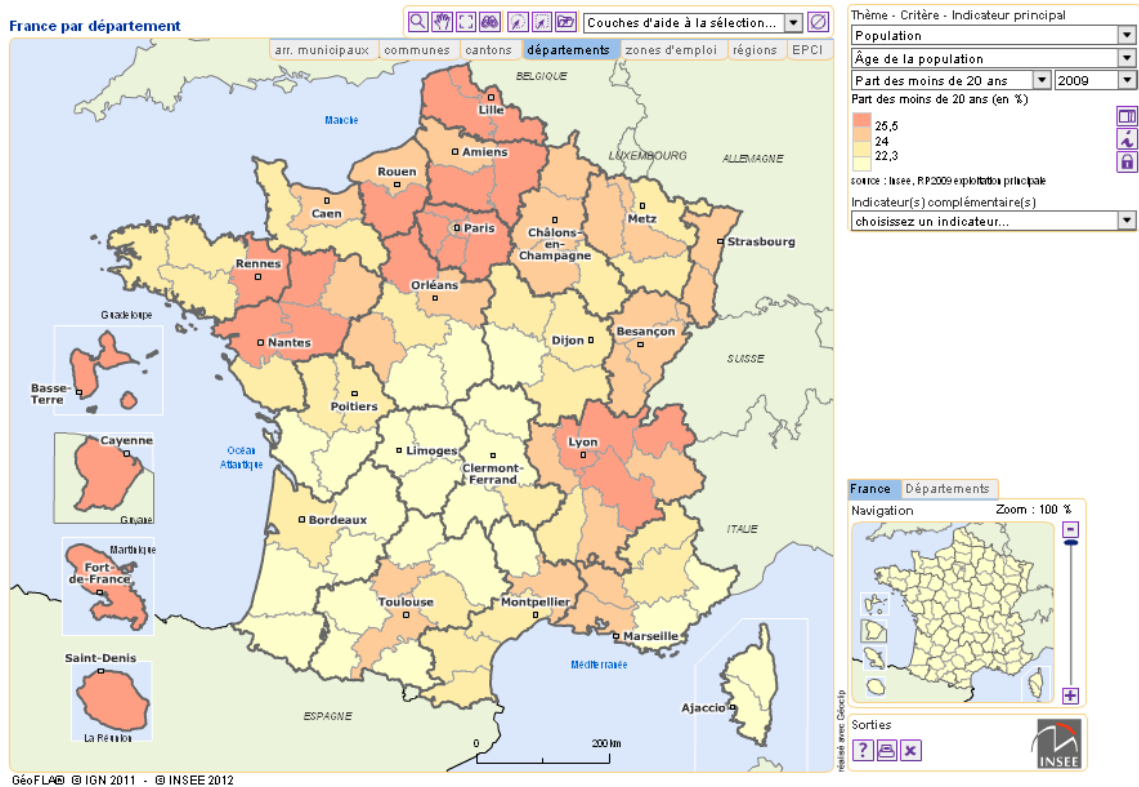 France par département
Couches d'aide à la sélection...
arr. municipaux
communes
cantons
départements
zones d'emploi
régions
EPCI
BELGIQUE
Lille
Manche
Amiens
LUXEMBOURG
ALLEMAGNE
Rouen
Caen
Metz
Paris
Châlons-
en-
Champagne
Strasbourg
Rennes
Orléans
Guadeloupe
Nantes
Dijon
Besançon
SUISSE
Basse-
Terre
Poitiers
Cayenne
Océan
Atlantique
Limoges
Lyon
Clermont-
Ferrand
Guyane
Bordeaux
ITALIE
Martinique
Fort-
de-France
Toulouse
Montpellier
Marseille
Saint-Denis
Méditerranée
Ajaccio
ESPAGNE
La Réunion
0
200 km
GéoFLA® © IGN 2011 - © INSEE 2012
réalisé avec Géoclip
Thème - Critère - Indicateur principal
Population
Âge de la population
Part des moins de 20 ans
2009
Part des moins de 20 ans (en %)
25,5
24
22,3
source : Insee, RP2009 exploitation principale
Indicateur(s) complémentaire(s)
choisissez un indicateur...
France
Départements
Navigation
Zoom : 100 %
Sorties
INSEE